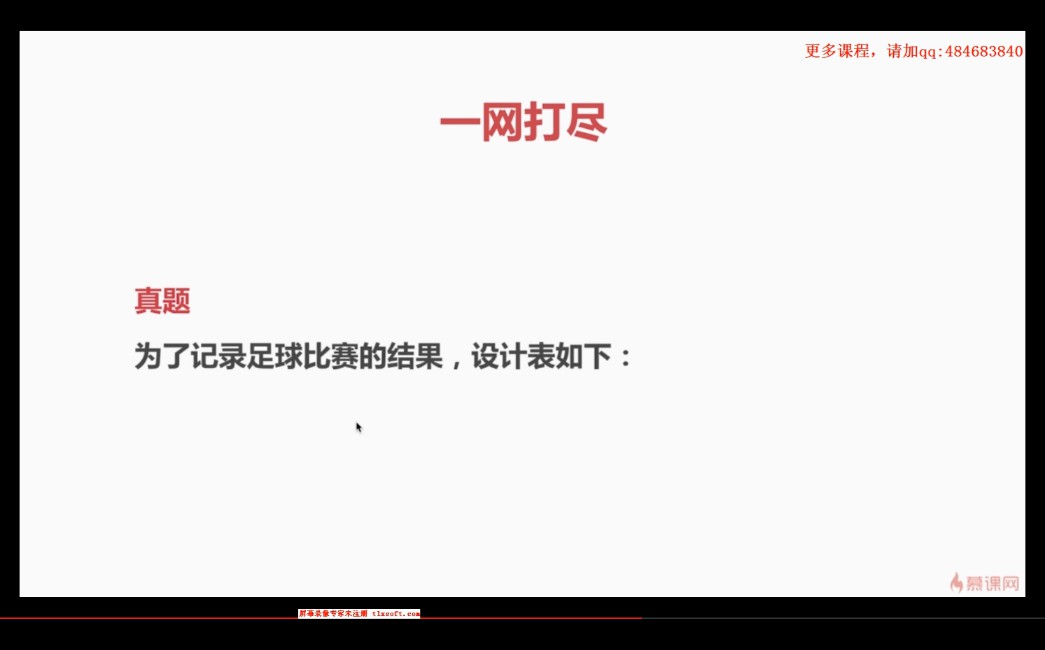 更多课程，请加qq:484683840
一网打尽
真题
为了记录足球比赛的结果，设计表如下：
慕课网
屏幕录像专家未注册 tlxsoft.com